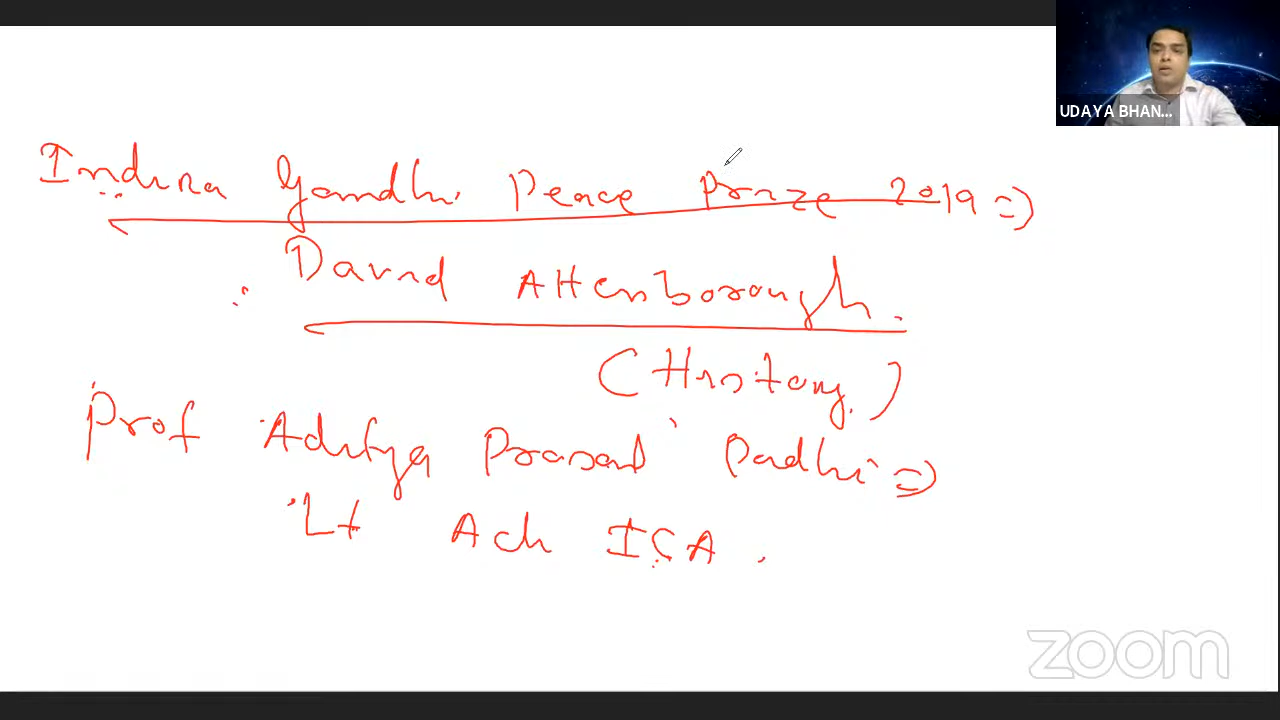 UDAYA BHAN...
Indira Gandhi Peace Prize 2019 =>
David Attenborough.
(History)
Prof Aditya Prasad Padhi =>
Lt Ach ISA.
zoom